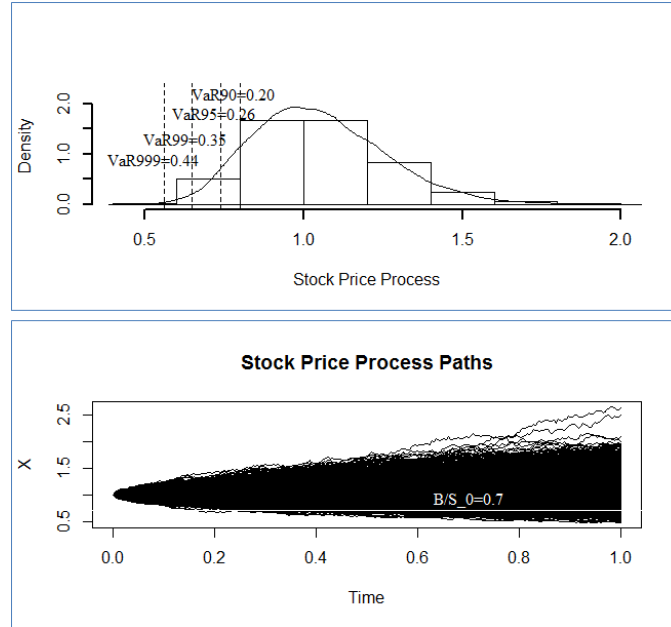 VaR90=0.20
VaR95=0.26
VaR99=0.35
VaR999=0.44
Density
0.0 1.0 2.0
0.5 1.0 1.5 2.0
Stock Price Process
Stock Price Process Paths
X
0.5 1.5 2.5
B/S_0=0.7
0.0 0.2 0.4 0.6 0.8 1.0
Time